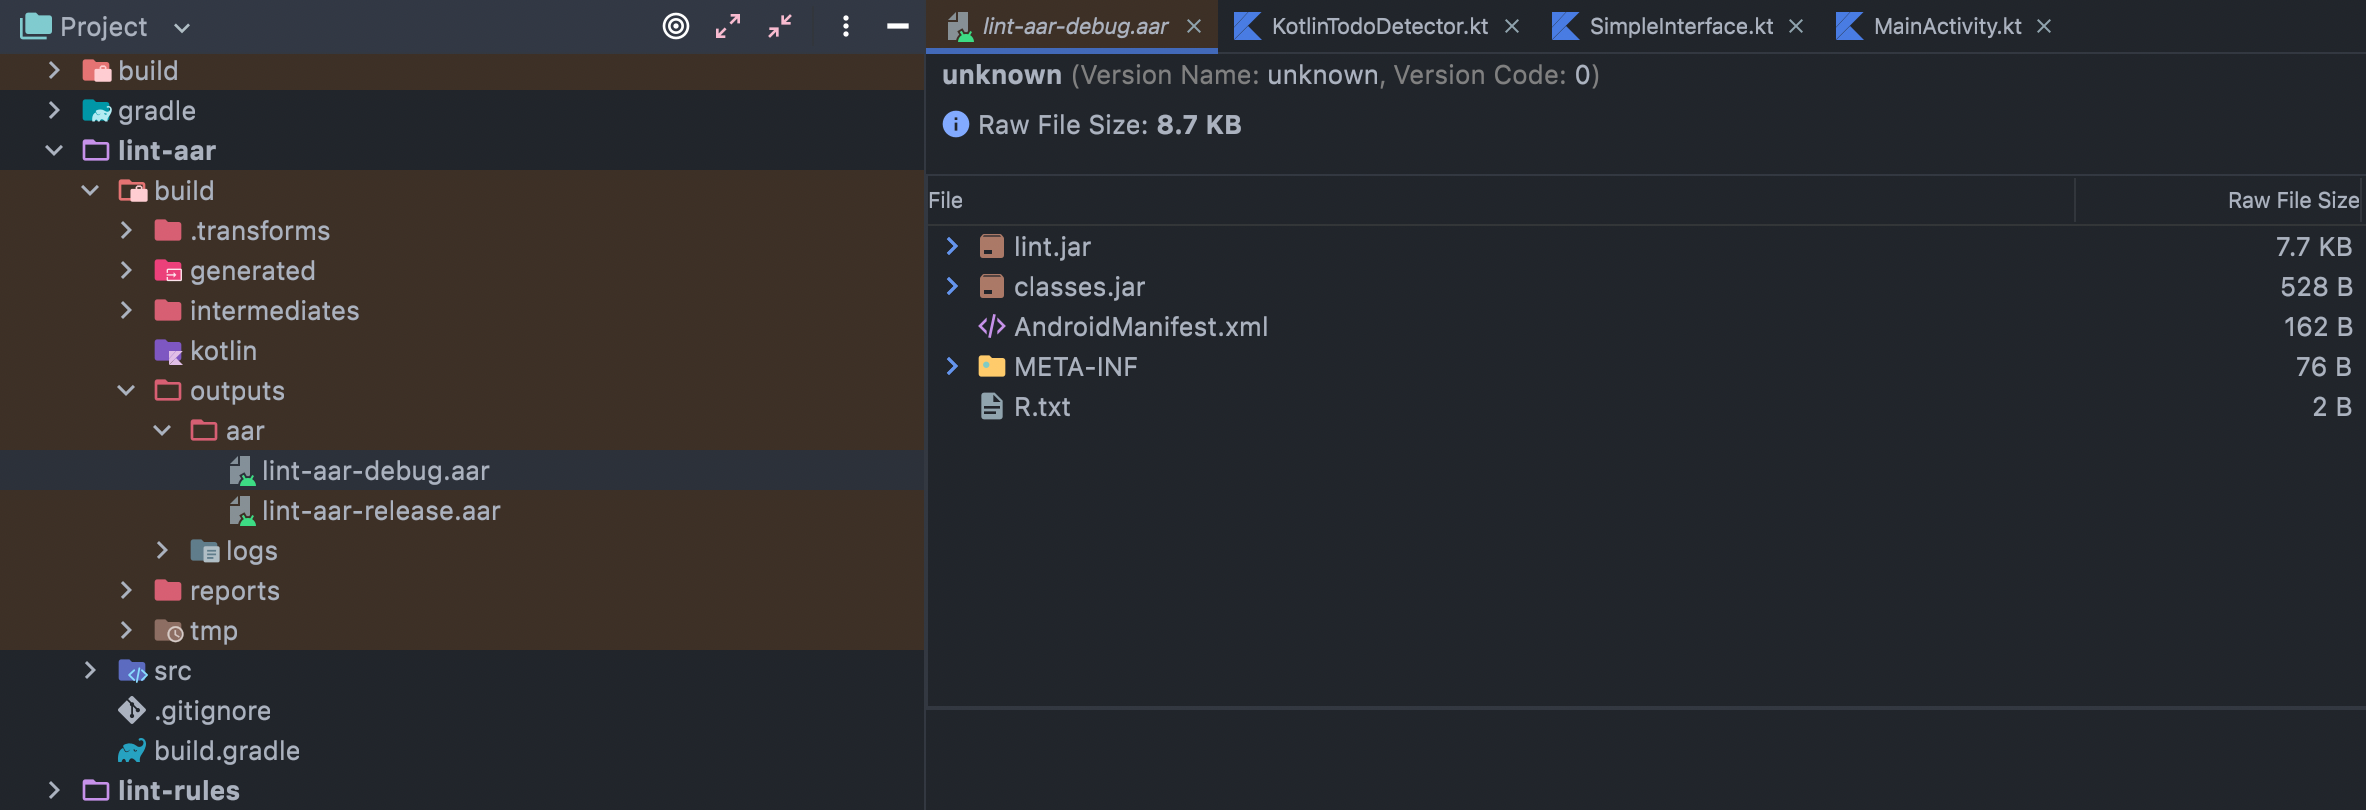 Project
build
gradle
lint-aar
build
.transforms
generated
intermediates
kotlin
outputs
aar
lint-aar-debug.aar
lint-aar-release.aar
logs
reports
tmp
src
.gitignore
build.gradle
lint-rules
lint-aar-debug.aar KotlinTodoDetector.kt SimpleInterface.kt MainActivity.kt
unknown (Version Name: unknown, Version Code: 0)
Raw File Size: 8.7 KB
File Raw File Size
lint.jar 7.7 KB
classes.jar 528 B
AndroidManifest.xml 162 B
META-INF 76 B
R.txt 2 B